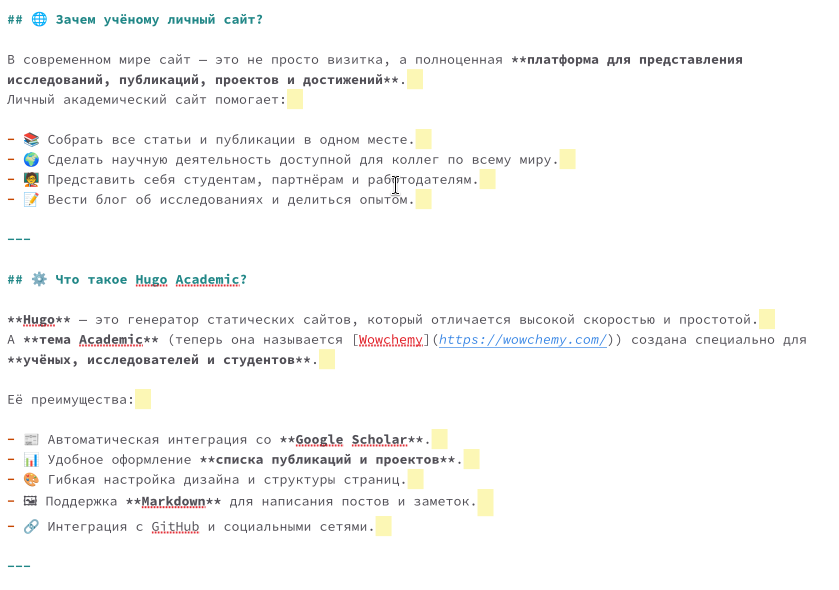 ## 🌐 Зачем учёному личный сайт?
В современном мире сайт — это не просто визитка, а полноценная **платформа для представления
исследований, публикаций, проектов и достижений**.
Личный академический сайт помогает:
- 📚 Собрать все статьи и публикации в одном месте.
- 🌍 Сделать научную деятельность доступной для коллег по всему миру.
- 🧑‍🏫 Представить себя студентам, партнёрам и работодателям.
- 📝 Вести блог об исследованиях и делиться опытом.
---
## ⚙️ Что такое Hugo Academic?
**Hugo** — это генератор статических сайтов, который отличается высокой скоростью и простотой.
А **тема Academic** (теперь она называется [Wowchemy](https://wowchemy.com/)) создана специально для
**учёных, исследователей и студентов**.
Её преимущества:
- 📰 Автоматическая интеграция со **Google Scholar**.
- 📊 Удобное оформление **списка публикаций и проектов**.
- 🎨 Гибкая настройка дизайна и структуры страниц.
- 🖼 Поддержка **Markdown** для написания постов и заметок.
- 🔗 Интеграция с GitHub и социальными сетями.
---